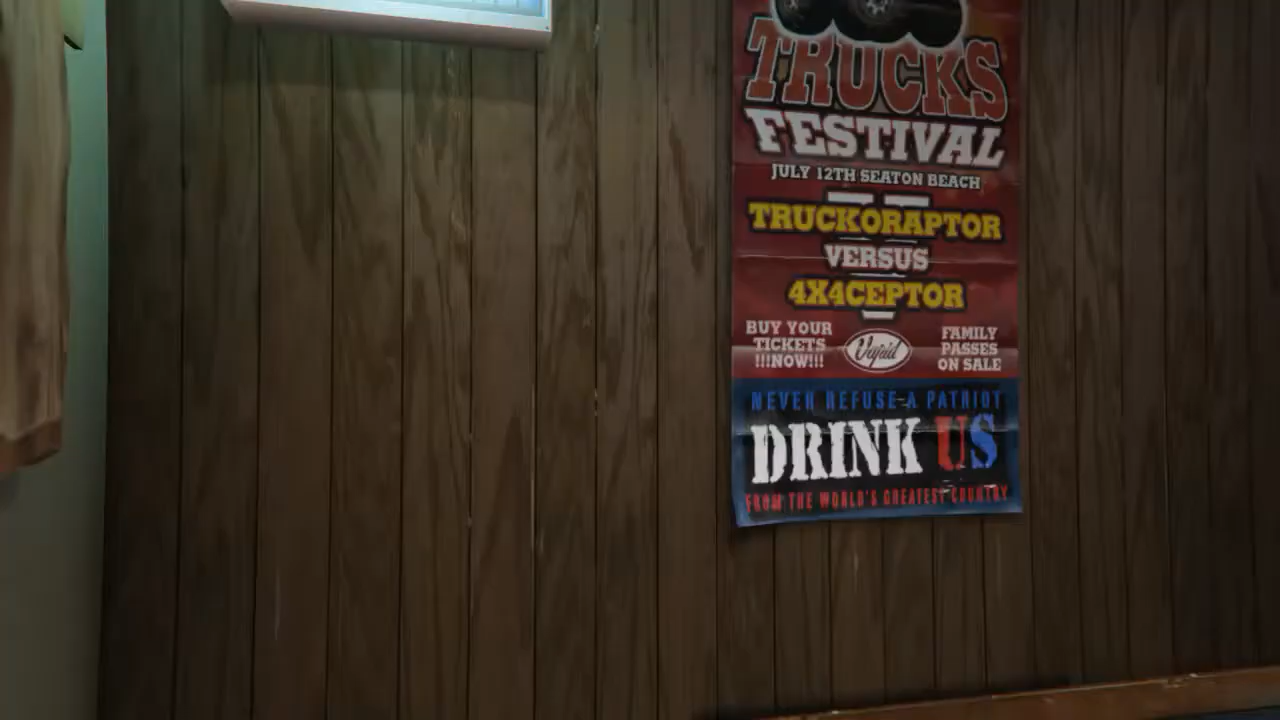 TRUCKS
FESTIVAL
JULY 12TH SEATON BEACH
TRUCKORAPTOR
VERSUS
4X4CEPTOR
BUY YOUR
TICKETS
!!!NOW!!!
Vapid
FAMILY
PASSES
ON SALE
NEVER REFUSE A PATRIOT
DRINK US
FROM THE WORLD'S GREATEST COUNTRY